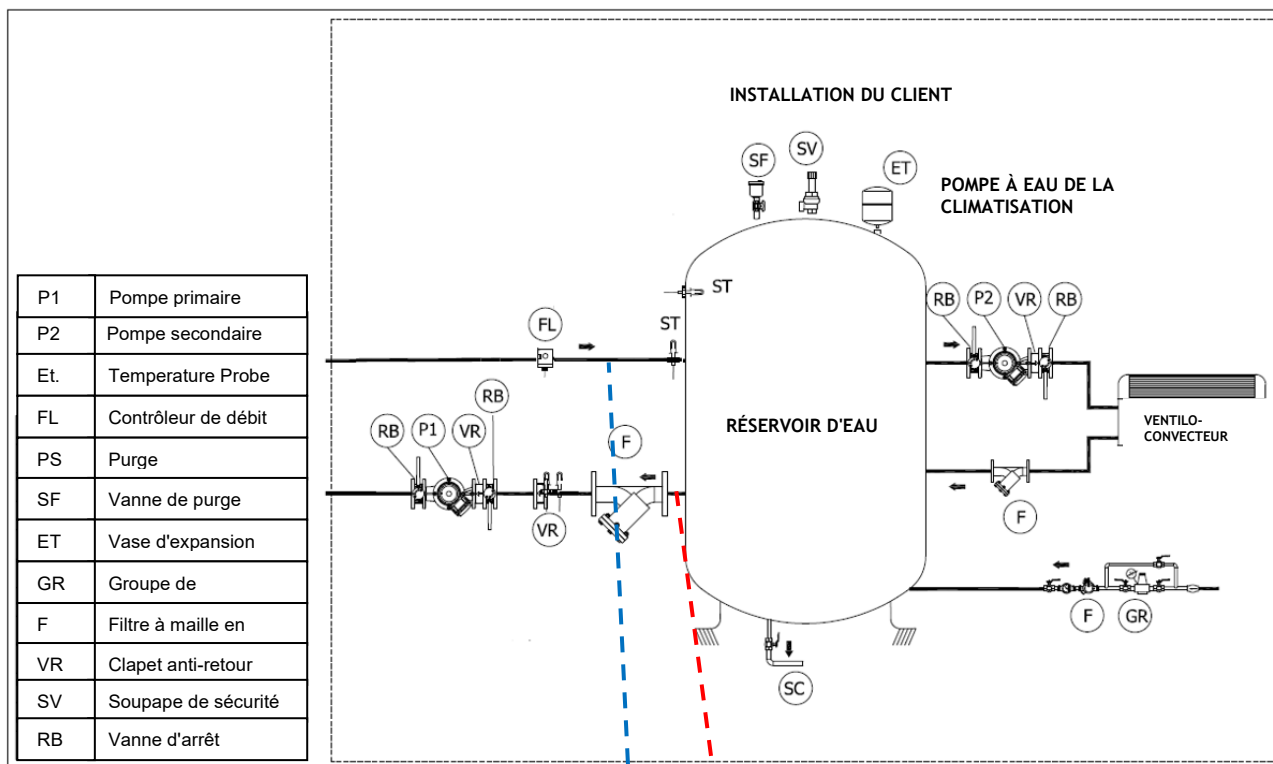 INSTALLATION DU CLIENT
SF
SV
ET
POMPE À EAU DE LA
CLIMATISATION
ST
ST
FL
RB
P2
VR
RB
P1 Pompe primaire
P2 Pompe secondaire
Et. Temperature Probe
FL Contrôleur de débit
PS Purge
SF Vanne de purge
ET Vase d'expansion
GR Groupe de
F Filtre à maille en
VR Clapet anti-retour
SV Soupape de sécurité
RB Vanne d'arrêt
RB
P1
VR
RB
VR
F
RÉSERVOIR D'EAU
VENTILO-
CONVECTEUR
F
F
GR
SC